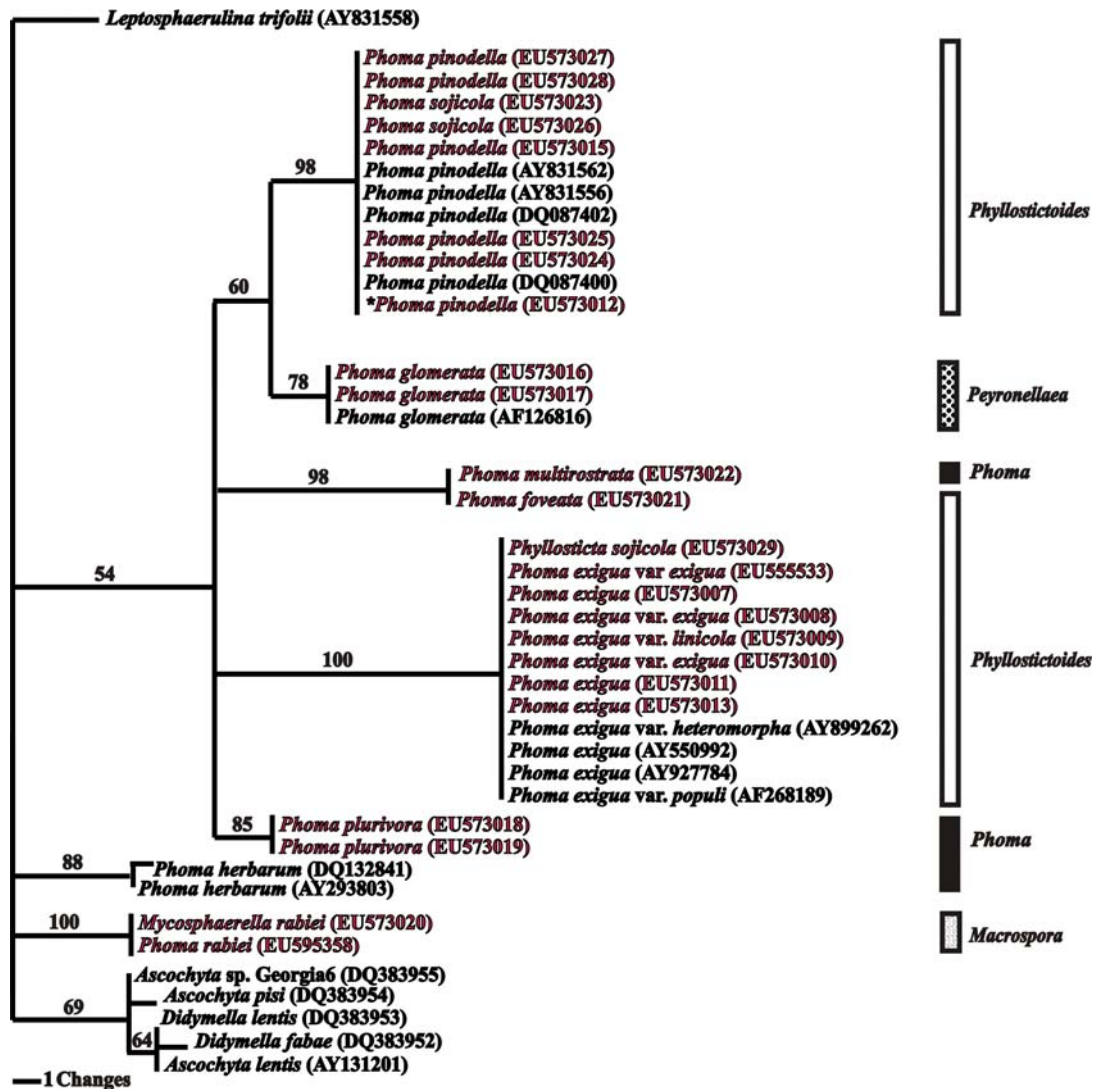 Leptosphaerulina trifolii (AY831558)
Phoma pinodella (EU573027)
Phoma pinodella (EU573028)
Phoma sojicola (EU573023)
Phoma sojicola (EU573026)
Phoma pinodella (EU573015)
98
Phoma pinodella (AY831562)
Phoma pinodella (AY831556)
Phoma pinodella (DQ087402)
Phyllostictoides
Phoma pinodella (EU573025)
Phoma pinodella (EU573024)
Phoma pinodella (DQ087400)
60
*Phoma pinodella (EU573012)
Phoma glomerata (EU573016)
78
Phoma glomerata (EU573017)
Peyronellaea
Phoma glomerata (AF126816)
98
Phoma multirostrata (EU573022)
Phoma
Phoma foveata (EU573021)
Phyllosticta sojicola (EU573029)
54
Phoma exigua var exigua (EU555533)
Phoma exigua (EU573007)
Phoma exigua var. exigua (EU573008)
Phoma exigua var. linicola (EU573009)
100
Phoma exigua var. exigua (EU573010)
Phyllostictoides
Phoma exigua (EU573011)
Phoma exigua (EU573013)
Phoma exigua var. heteromorpha (AY899262)
Phoma exigua (AY550992)
Phoma exigua (AY927784)
Phoma exigua var. populi (AF268189)
85
Phoma plurivora (EU573018)
Phoma plurivora (EU573019)
Phoma
88
Phoma herbarum (DQ132841)
Phoma herbarum (AY293803)
100
Mycosphaerella rabiei (EU573020)
Phoma rabiei (EU595358)
Macrospora
Ascochyta sp. Georgia6 (DQ383955)
Ascochyta pisi (DQ383954)
69
Didymella lentis (DQ383953)
64
Didymella fabae (DQ383952)
Ascochyta lentis (AY131201)
1 Changes